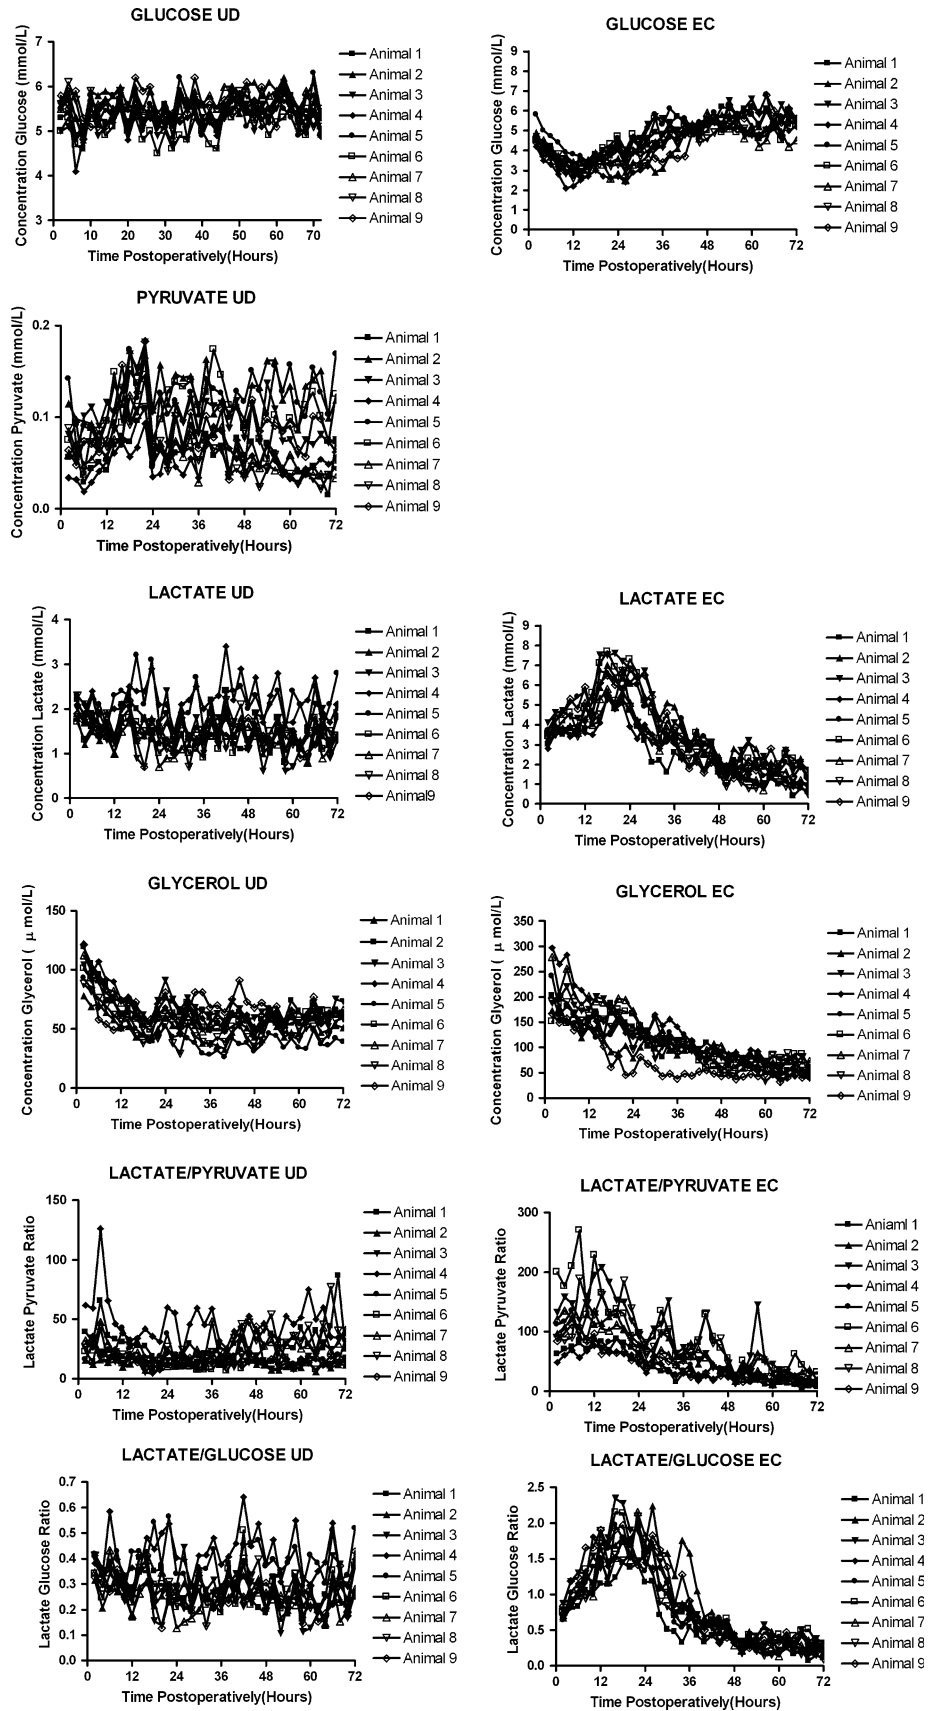 GLUCOSE UD
Concentration Glucose (mmol/L)
7
6
5
4
3
0 10 20 30 40 50 60 70
Time Postoperatively(Hours)
Animal 1
Animal 2
Animal 3
Animal 4
Animal 5
Animal 6
Animal 7
Animal 8
Animal 9
GLUCOSE EC
Concentration Glucose (mmol/L)
9
8
7
6
5
4
3
2
1
0
0 12 24 36 48 60 72
Time Postoperatively(Hours)
Animal 1
Animal 2
Animal 3
Animal 4
Animal 5
Animal 6
Animal 7
Animal 8
Animal 9
PYRUVATE UD
Concentration Pyruvate (mmol/L)
0.2
0.1
0.0
0 12 24 36 48 60 72
Time Postoperatively(Hours)
Animal 1
Animal 2
Animal 3
Animal 4
Animal 5
Animal 6
Animal 7
Animal 8
Animal 9
LACTATE UD
Concentration Lactate (mmol/L)
4
3
2
1
0
0 12 24 36 48 60 72
Time Postoperatively(Hours)
Animal 1
Animal 2
Animal 3
Animal 4
Animal 5
Animal 6
Animal 7
Animal 8
Animal9
LACTATE EC
Concentration Lactate (mmol/L)
9
8
7
6
5
4
3
2
1
0
0 12 24 36 48 60 72
Time Postoperatively(Hours)
Animal 1
Animal 2
Animal 3
Animal 4
Animal 5
Animal 6
Animal 7
Animal 8
Animal 9
GLYCEROL UD
Concentration Glycerol ( μ mol/L)
150
100
50
0
0 12 24 36 48 60 72
Time Postoperatively(Hours)
Animal 1
Animal 2
Animal 3
Animal 4
Animal 5
Animal 6
Animal 7
Animal 8
Animal 9
GLYCEROL EC
Concentration Glycerol ( μ mol/L)
350
300
250
200
150
100
50
0
0 12 24 36 48 60 72
Time Postoperatively(Hours)
Animal 1
Animal 2
Animal 3
Animal 4
Animal 5
Animal 6
Animal 7
Animal 8
Animal 9
LACTATE/PYRUVATE UD
Lactate Pyruvate Ratio
150
100
50
0
0 12 24 36 48 60 72
Time Postoperatively(Hours)
Animal 1
Animal 2
Animal 3
Animal 4
Animal 5
Animal 6
Animal 7
Animal 8
Animal 9
LACTATE/PYRUVATE EC
Lactate Pyruvate Ratio
300
200
100
0
0 12 24 36 48 60 72
Time Postoperatively(Hours)
Aniaml 1
Animal 2
Animal 3
Animal 4
Animal 5
Animal 6
Animal 7
Animal 8
Animal 9
LACTATE/GLUCOSE UD
Lactate Glucose Ratio
0.7
0.6
0.5
0.4
0.3
0.2
0.1
0.0
0 12 24 36 48 60 72
Time Postoperatively(Hours)
Animal 1
Animal 2
Animal 3
Animal 4
Animal 5
Animal 6
Animal 7
Animal 8
Animal 9
LACTATE/GLUCOSE EC
Lactate Glucose Ratio
2.5
2.0
1.5
1.0
0.5
0.0
0 12 24 36 48 60 72
Time Postoperatively(Hours)
Animal 1
Animal 2
Animal 3
Animal 4
Animal 5
Animal 6
Animal 7
Animal 8
Animal 9